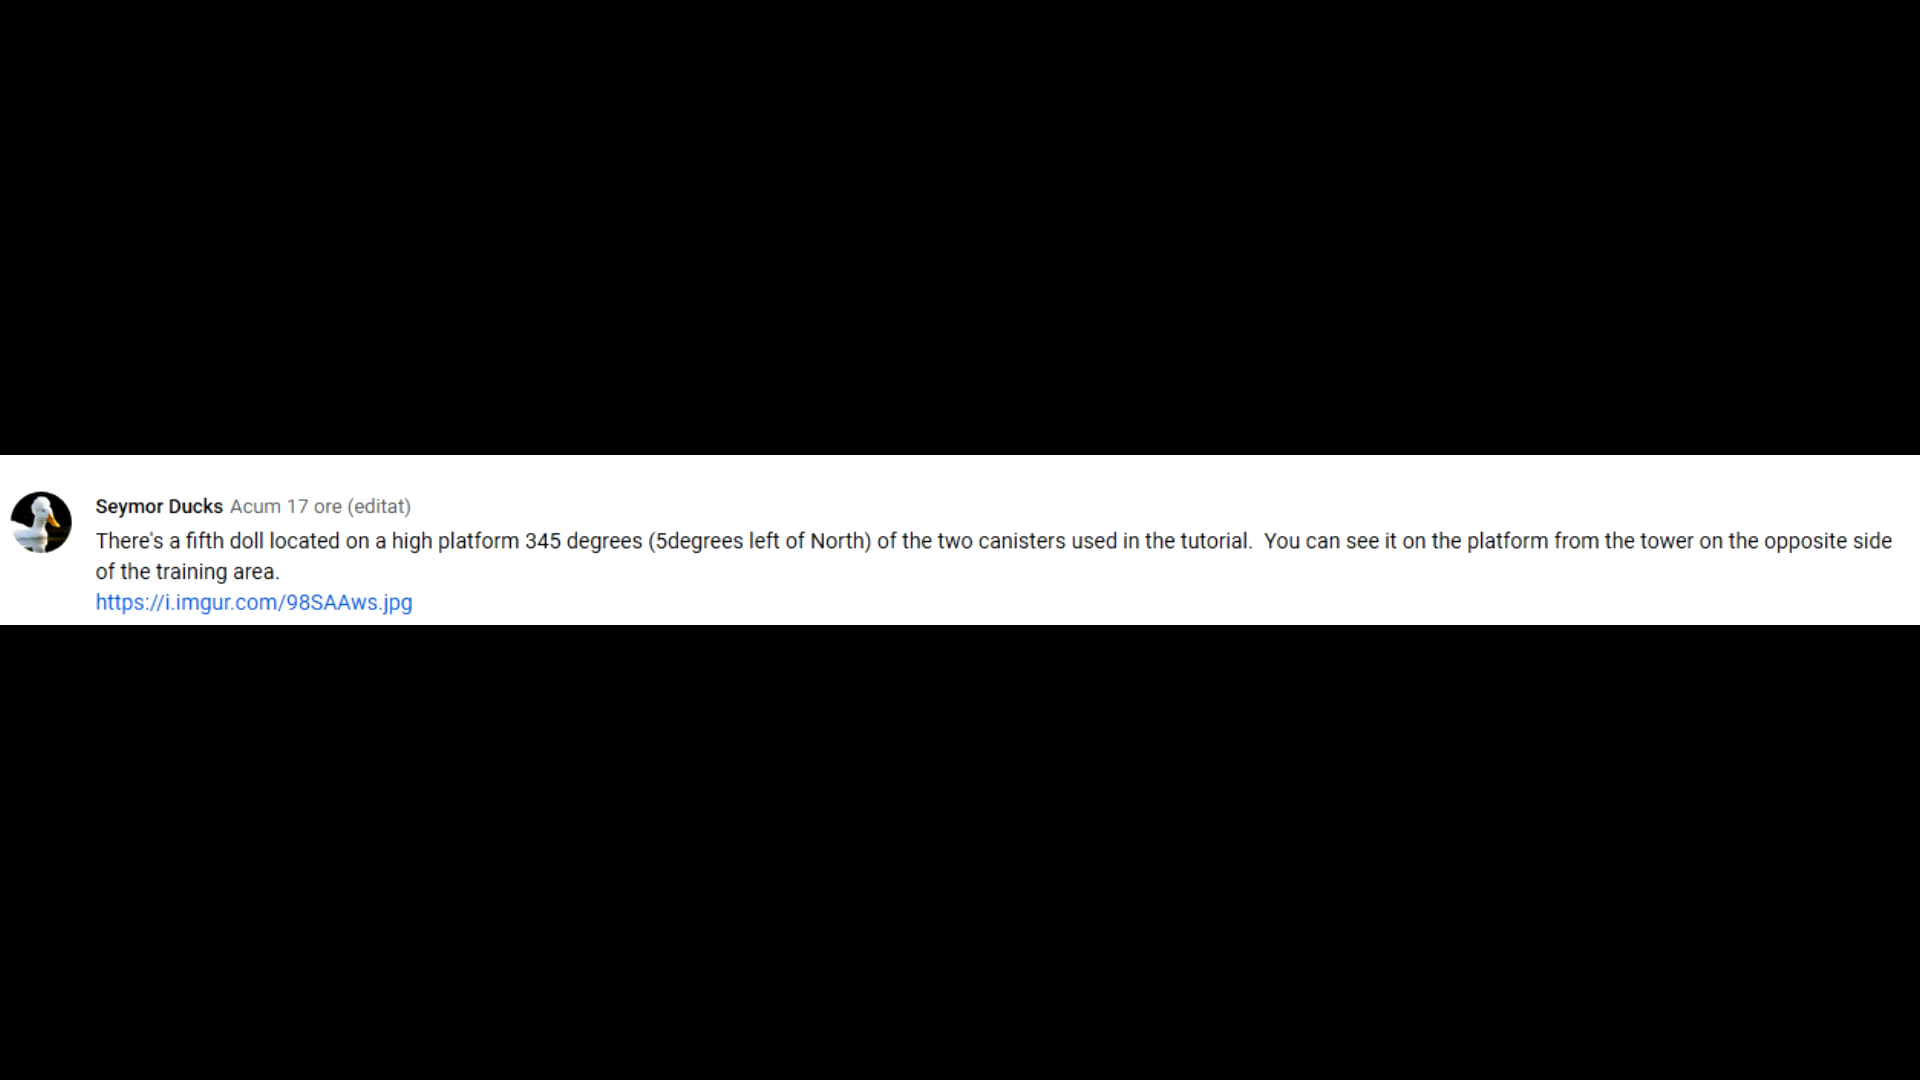 Seymor Ducks Acum 17 ore (editat)
There's a fifth doll located on a high platform 345 degrees (5degrees left of North) of the two canisters used in the tutorial.  You can see it on the platform from the tower on the opposite side
of the training area.
https://i.imgur.com/98SAAws.jpg